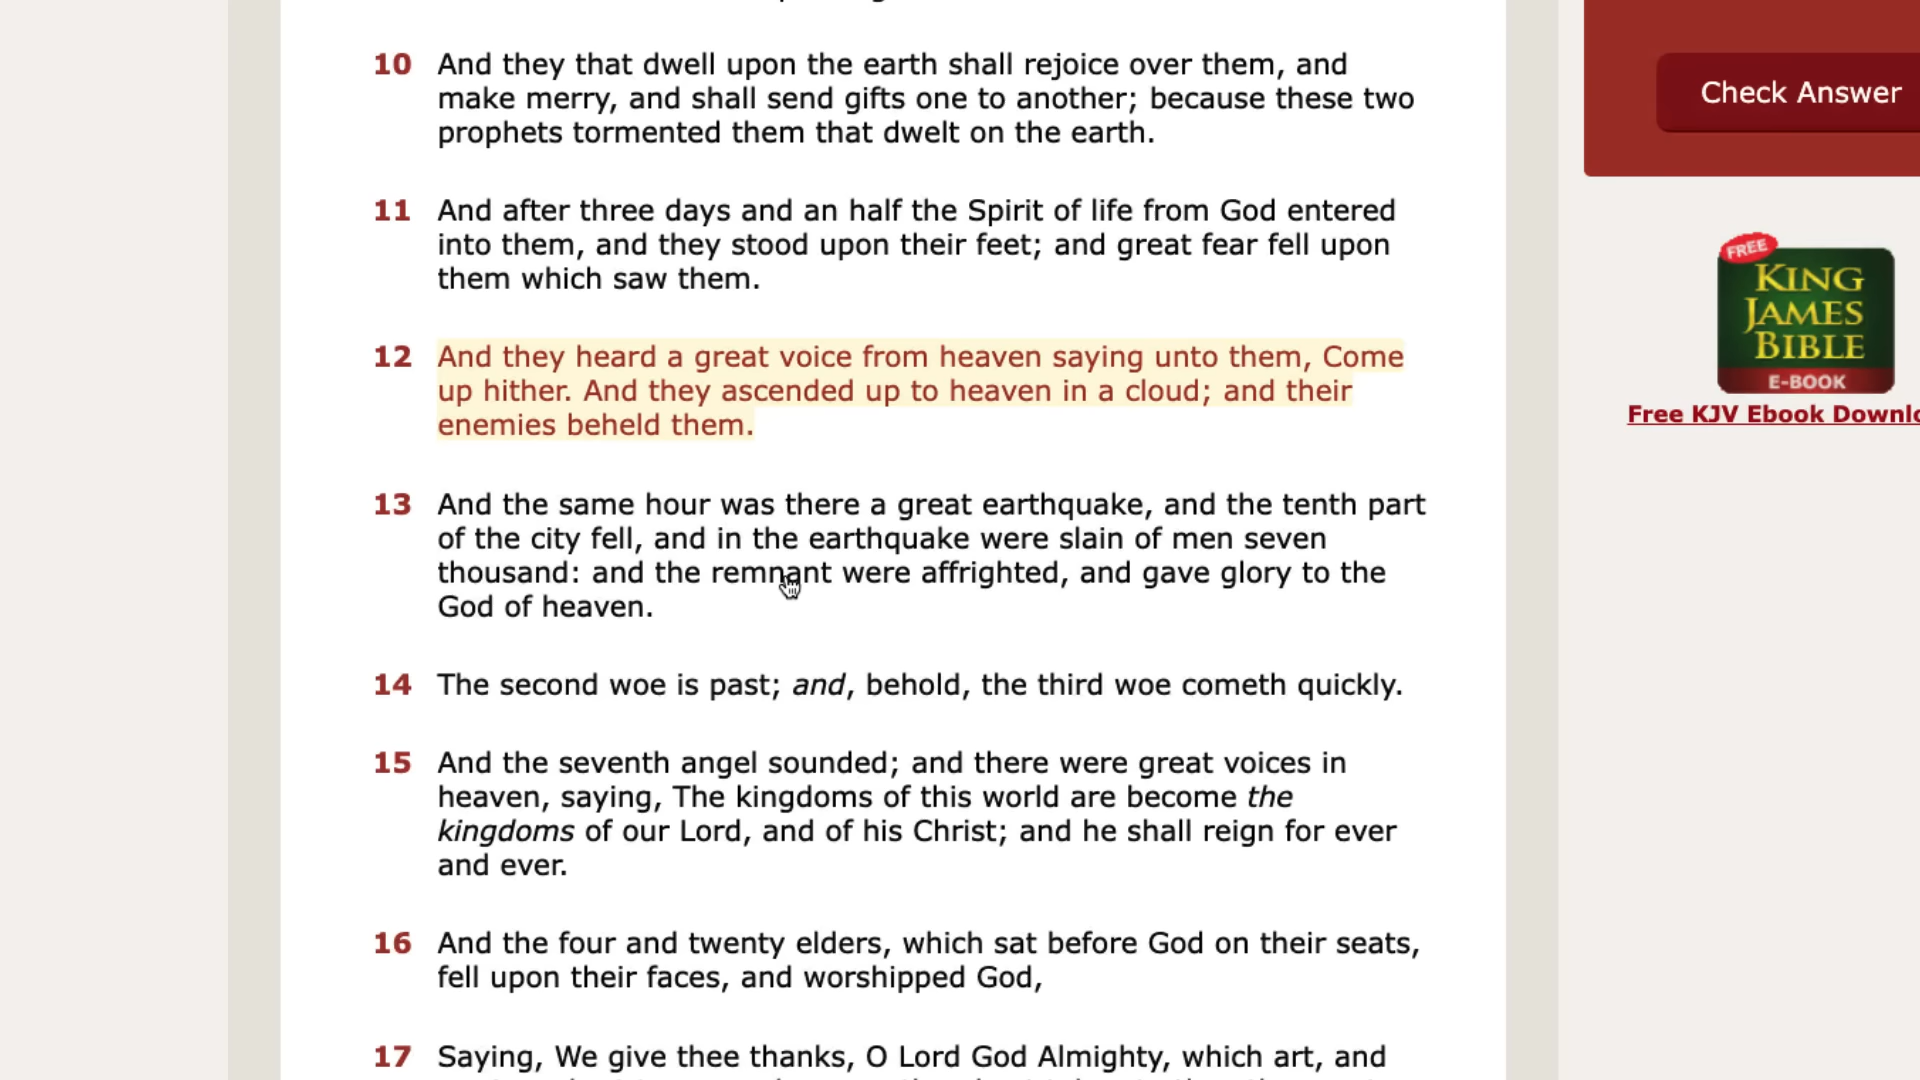 10 And they that dwell upon the earth shall rejoice over them, and
make merry, and shall send gifts one to another; because these two
prophets tormented them that dwelt on the earth.
11 And after three days and an half the Spirit of life from God entered
into them, and they stood upon their feet; and great fear fell upon
them which saw them.
12 And they heard a great voice from heaven saying unto them, Come
up hither. And they ascended up to heaven in a cloud; and their
enemies beheld them.
13 And the same hour was there a great earthquake, and the tenth part
of the city fell, and in the earthquake were slain of men seven
thousand: and the remnant were affrighted, and gave glory to the
God of heaven.
14 The second woe is past; and, behold, the third woe cometh quickly.
15 And the seventh angel sounded; and there were great voices in
heaven, saying, The kingdoms of this world are become the
kingdoms of our Lord, and of his Christ; and he shall reign for ever
and ever.
16 And the four and twenty elders, which sat before God on their seats,
fell upon their faces, and worshipped God,
17 Saying, We give thee thanks, O Lord God Almighty, which art, and
Check Answer
FREE
KING
JAMES
BIBLE
E-BOOK
Free KJV Ebook Downlo